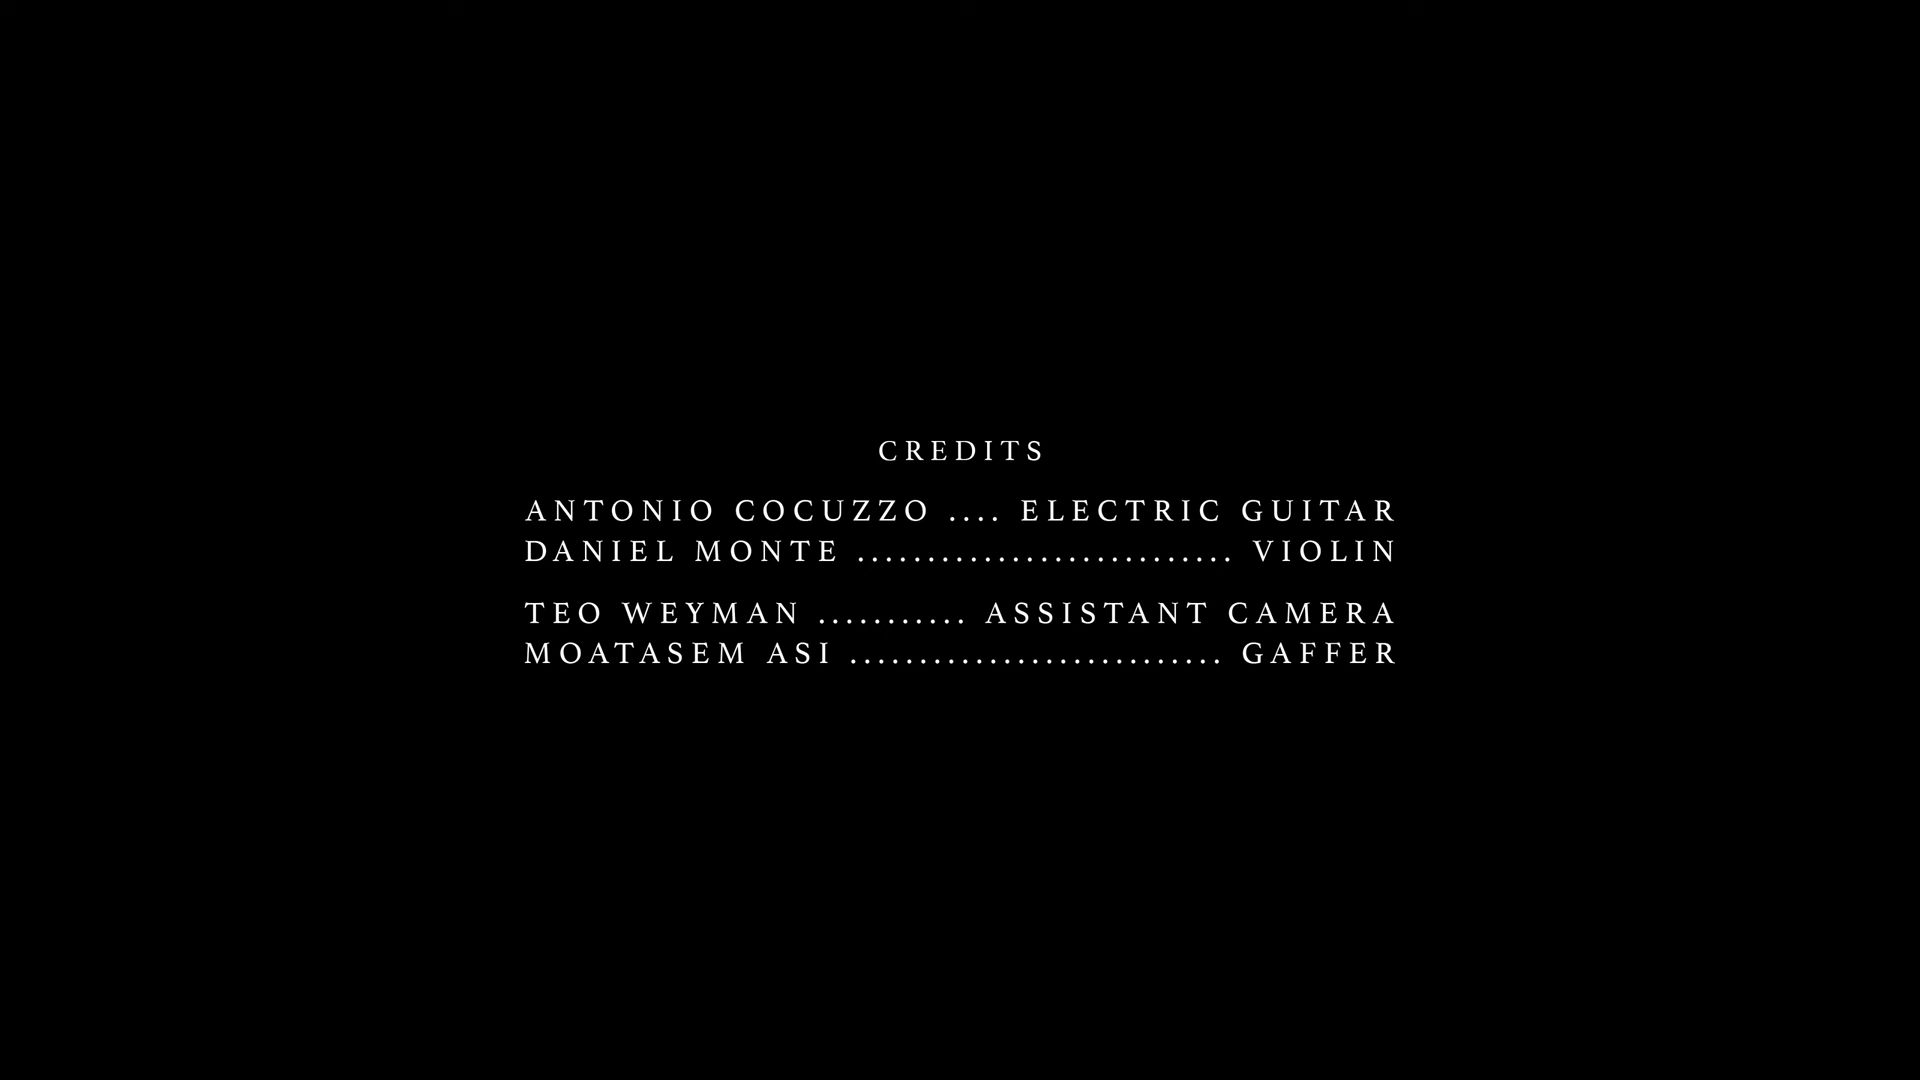 CREDITS
ANTONIO COCUZZO .... ELECTRIC GUITAR
DANIEL MONTE ........................... VIOLIN
TEO WEYMAN ........... ASSISTANT CAMERA
MOATASEM ASI ........................... GAFFER